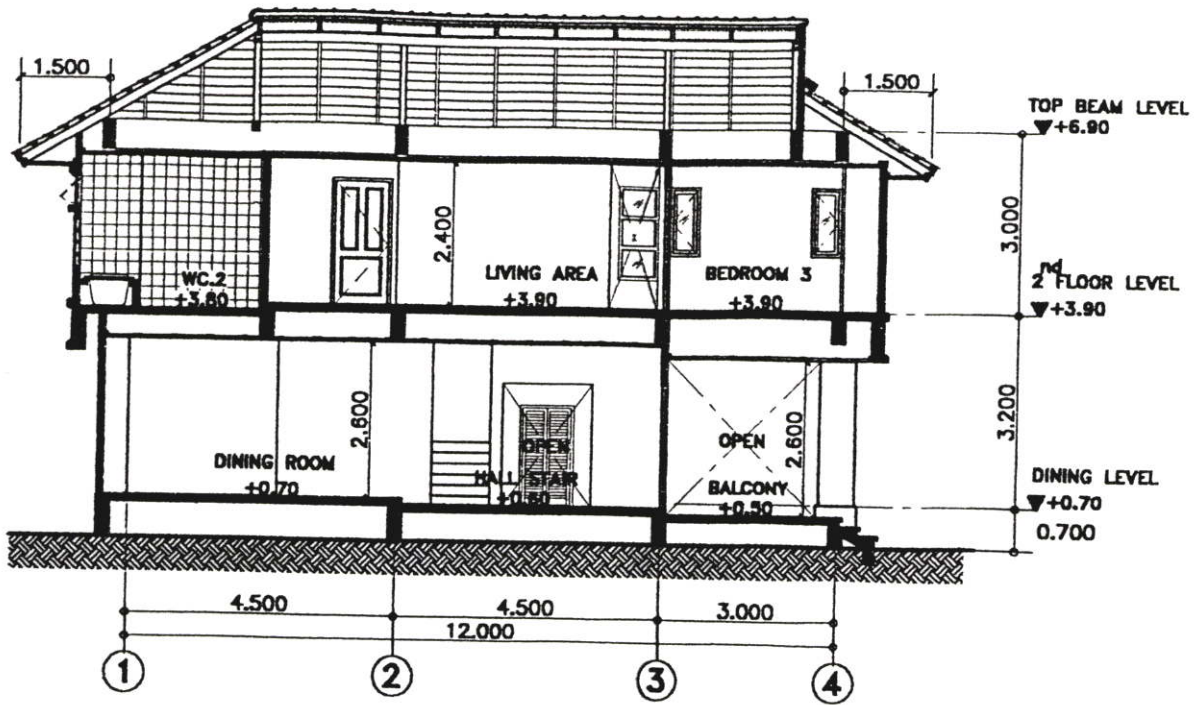 1.500
1.500
TOP BEAM LEVEL
+6.90
2.400
3.000
WC.2
+3.80
LIVING AREA
+3.90
BEDROOM 3
+3.90
2nd FLOOR LEVEL
+3.90
2.600
2.600
3.200
DINING ROOM
+0.70
OPEN
HALL STAIR
+0.60
OPEN
BALCONY
+0.50
DINING LEVEL
+0.70
0.700
4.500
4.500
3.000
12.000
1
2
3
4